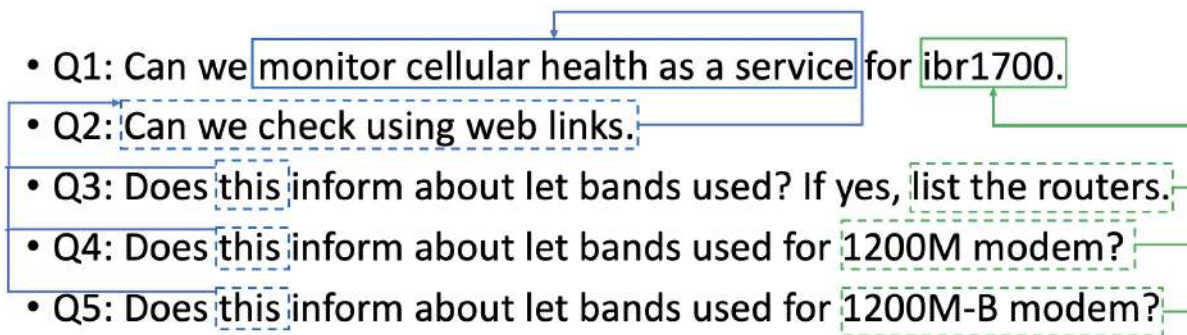 • Q1: Can we monitor cellular health as a service for ibr1700.
• Q2: Can we check using web links.
• Q3: Does this inform about let bands used? If yes, list the routers.
• Q4: Does this inform about let bands used for 1200M modem?
• Q5: Does this inform about let bands used for 1200M-B modem?